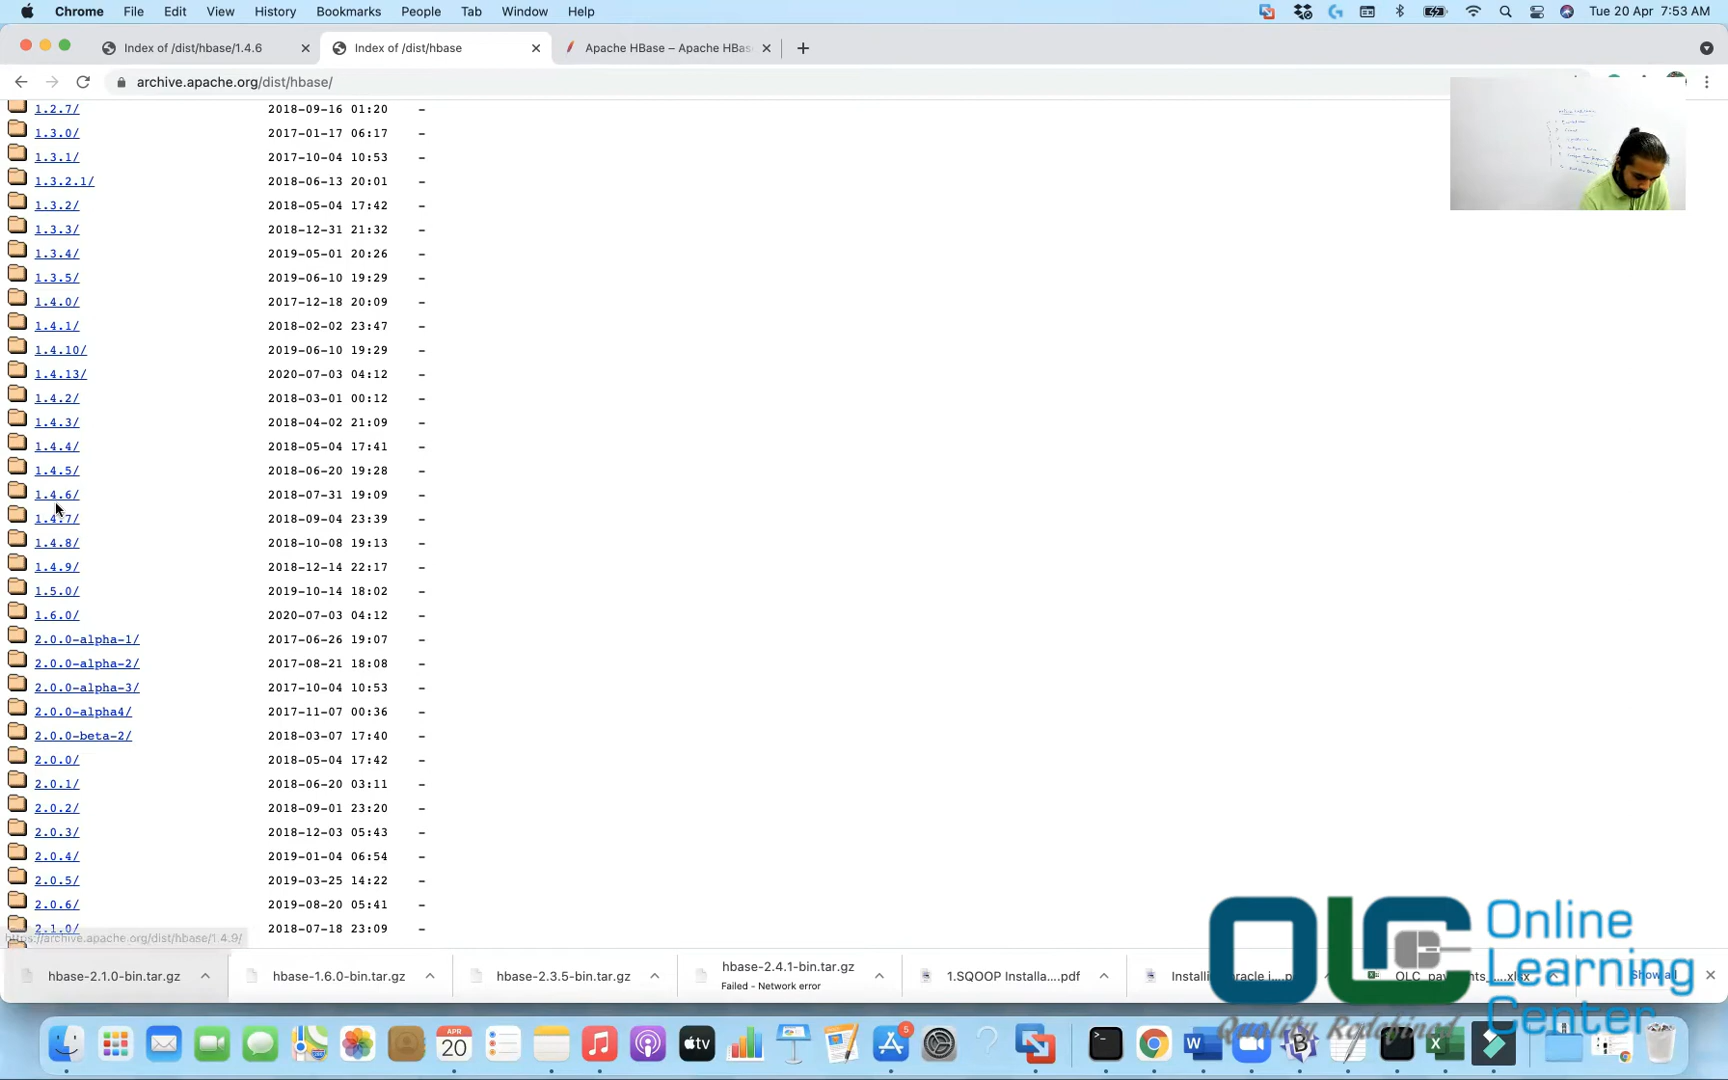 Chrome File Edit View History Bookmarks People Tab Window Help Tue 20 Apr 7:53 AM
Index of /dist/hbase/1.4.6 Index of /dist/hbase Apache HBase – Apache HBas
archive.apache.org/dist/hbase/
1.2.7/ 2018-09-16 01:20 -
1.3.0/ 2017-01-17 06:17 -
1.3.1/ 2017-10-04 10:53 -
1.3.2.1/ 2018-06-13 20:01 -
1.3.2/ 2018-05-04 17:42 -
1.3.3/ 2018-12-31 21:32 -
1.3.4/ 2019-05-01 20:26 -
1.3.5/ 2019-06-10 19:29 -
1.4.0/ 2017-12-18 20:09 -
1.4.1/ 2018-02-02 23:47 -
1.4.10/ 2019-06-10 19:29 -
1.4.13/ 2020-07-03 04:12 -
1.4.2/ 2018-03-01 00:12 -
1.4.3/ 2018-04-02 21:09 -
1.4.4/ 2018-05-04 17:41 -
1.4.5/ 2018-06-20 19:28 -
1.4.6/ 2018-07-31 19:09 -
1.4.7/ 2018-09-04 23:39 -
1.4.8/ 2018-10-08 19:13 -
1.4.9/ 2018-12-14 22:17 -
1.5.0/ 2019-10-14 18:02 -
1.6.0/ 2020-07-03 04:12 -
2.0.0-alpha-1/ 2017-06-26 19:07 -
2.0.0-alpha-2/ 2017-08-21 18:08 -
2.0.0-alpha-3/ 2017-10-04 10:53 -
2.0.0-alpha4/ 2017-11-07 00:36 -
2.0.0-beta-2/ 2018-03-07 17:40 -
2.0.0/ 2018-05-04 17:42 -
2.0.1/ 2018-06-20 03:11 -
2.0.2/ 2018-09-01 23:20 -
2.0.3/ 2018-12-03 05:43 -
2.0.4/ 2019-01-04 06:54 -
2.0.5/ 2019-03-25 14:22 -
2.0.6/ 2019-08-20 05:41 -
2.1.0/ 2018-07-18 23:09 -
https://archive.apache.org/dist/hbase/1.4.9/
OLC Online
Learning
Center
Quality Redefined
hbase-2.1.0-bin.tar.gz hbase-1.6.0-bin.tar.gz hbase-2.3.5-bin.tar.gz hbase-2.4.1-bin.tar.gz 1.SQOOP Installa....pdf Show all
Failed - Network error
APR
20
5